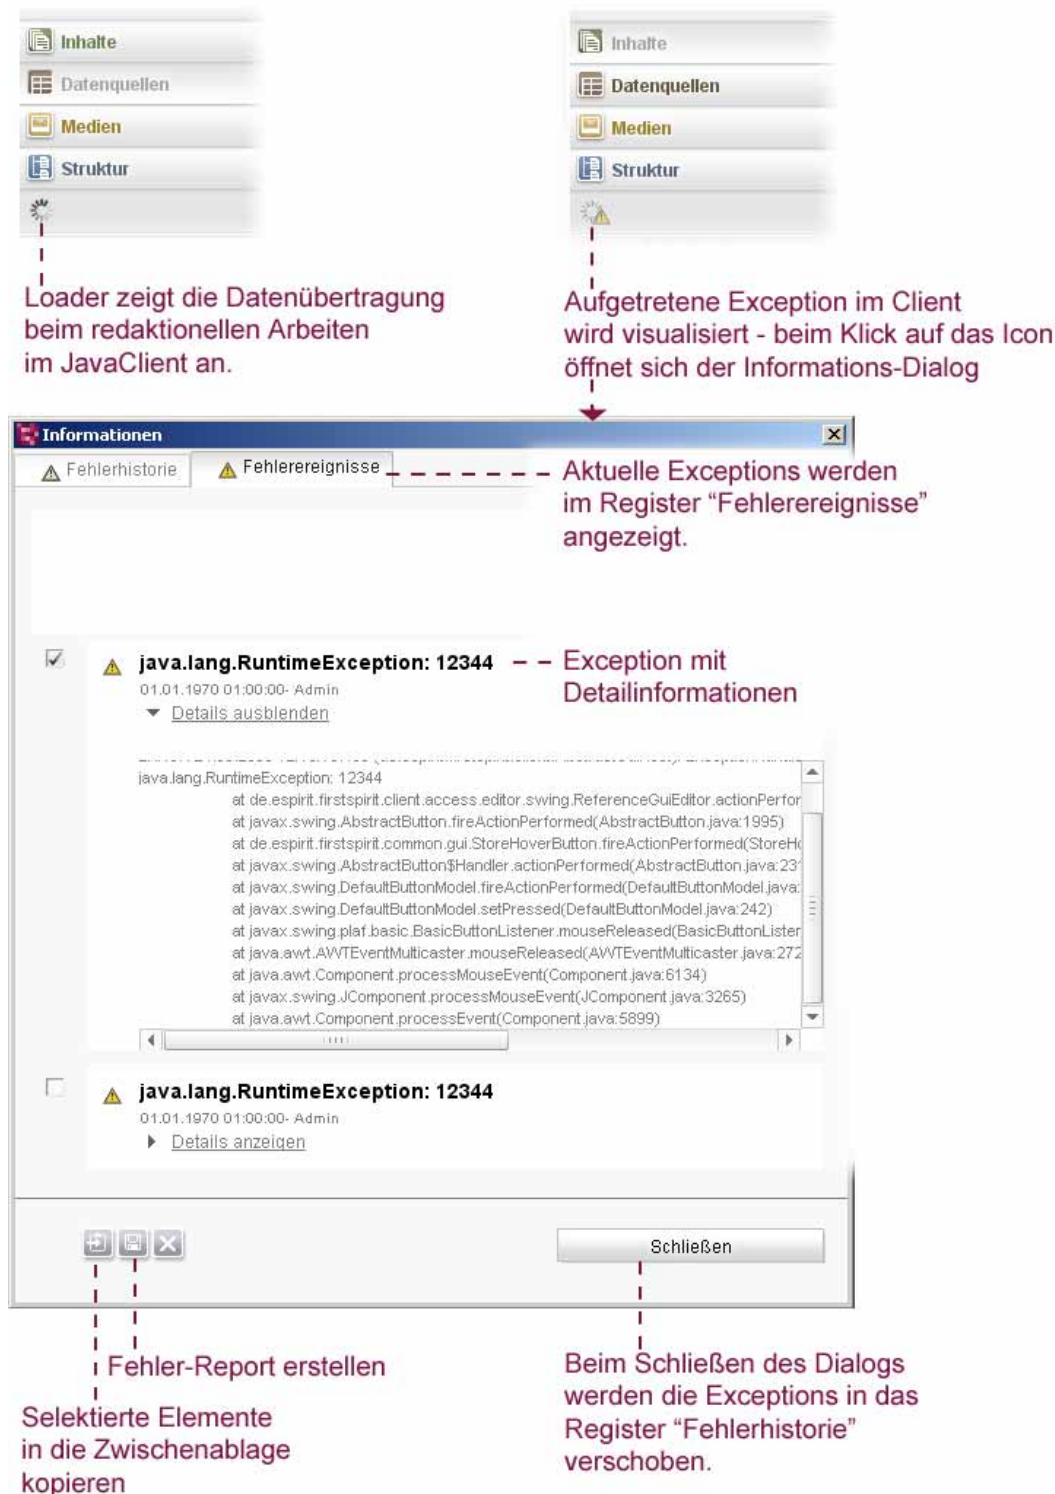 Inhalte
Datenquellen
Medien
Struktur
Loader zeigt die Datenübertragung
beim redaktionellen Arbeiten
im JavaClient an.
Inhalte
Datenquellen
Medien
Struktur
Aufgetretene Exception im Client
wird visualisiert - beim Klick auf das Icon
öffnet sich der Informations-Dialog
Informationen
Fehlerhistorie
Fehlerereignisse
Aktuelle Exceptions werden
im Register “Fehlerereignisse”
angezeigt.
java.lang.RuntimeException: 12344
Exception mit
Detailinformationen
01.01.1970 01:00:00- Admin
Details ausblenden
java.lang.RuntimeException: 12344
at de.espirit.firstspirit.client.access.editor.swing.ReferenceGuiEditor.actionPerfor
at javax.swing.AbstractButton.fireActionPerformed(AbstractButton.java:1995)
at de.espirit.firstspirit.common.gui.StoreHoverButton.fireActionPerformed(StoreHo
at javax.swing.AbstractButton$Handler.actionPerformed(AbstractButton.java:231
at javax.swing.DefaultButtonModel.fireActionPerformed(DefaultButtonModel.java:
at javax.swing.DefaultButtonModel.setPressed(DefaultButtonModel.java:242)
at javax.swing.plaf.basic.BasicButtonListener.mouseReleased(BasicButtonLister
at java.awt.AWTEventMulticaster.mouseReleased(AWTEventMulticaster.java:272
at java.awt.Component.processMouseEvent(Component.java:6134)
at javax.swing.JComponent.processMouseEvent(JComponent.java:3265)
at java.awt.Component.processEvent(Component.java:5899)
java.lang.RuntimeException: 12344
01.01.1970 01:00:00- Admin
Details anzeigen
Schließen
Fehler-Report erstellen
Selektierte Elemente
in die Zwischenablage
kopieren
Beim Schließen des Dialogs
werden die Exceptions in das
Register “Fehlerhistorie”
verschoben.